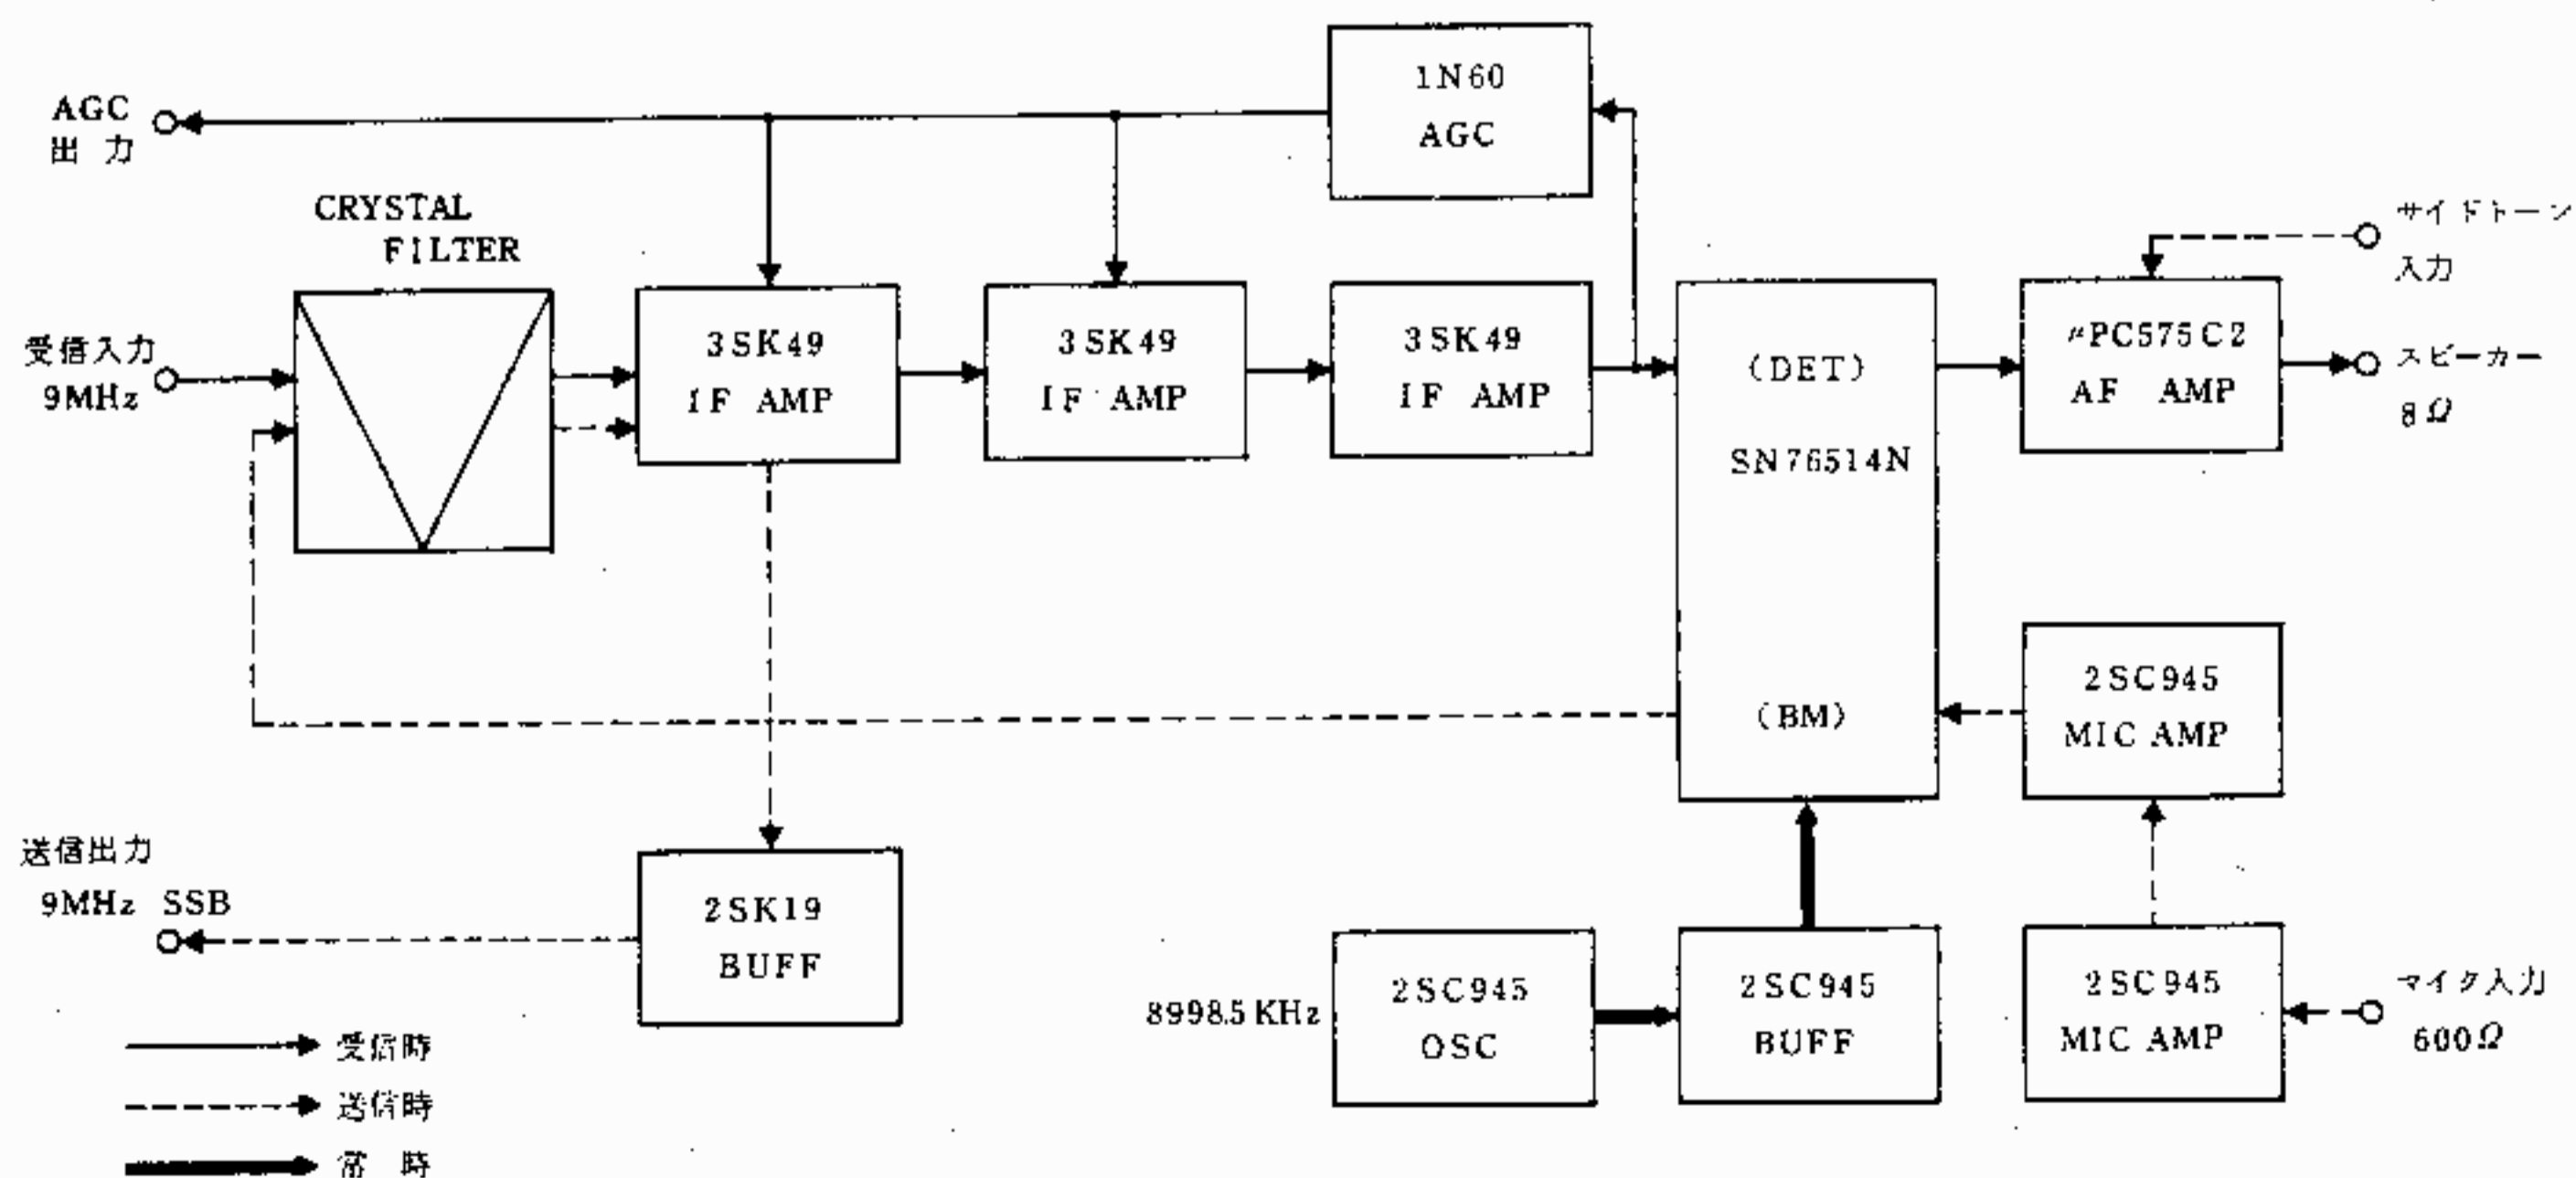 1N60
AGC
AGC
出 力
CRYSTAL
FILTER
サイドトーン
入力
受信入力
9MHz
3SK49
IF AMP
3SK49
IF AMP
3SK49
IF AMP
(DET)
SN76514N
(BM)
μPC575C2
AF AMP
スピーカー
8Ω
2SC945
MIC AMP
送信出力
9MHz SSB
2SK19
BUFF
8998.5 KHz
2SC945
OSC
2SC945
BUFF
2SC945
MIC AMP
マイク入力
600Ω
受信時
送信時
常 時